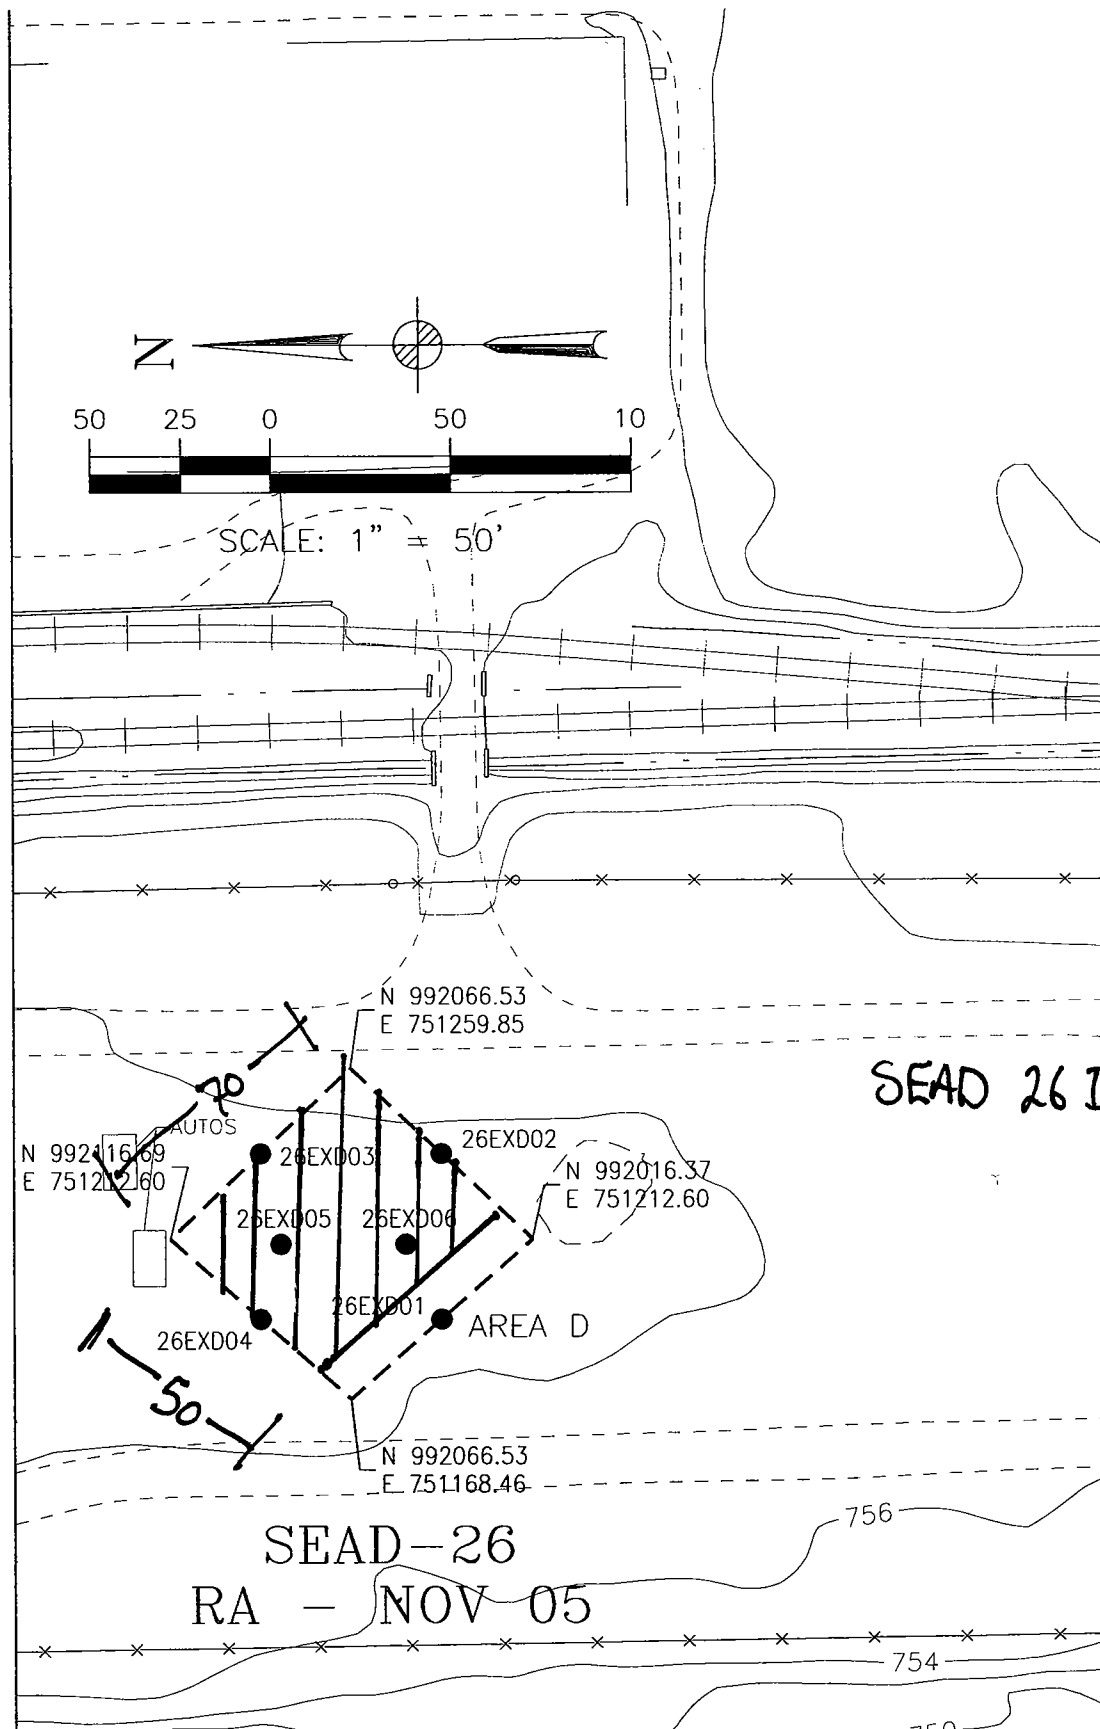 N
50 25 0 50 10
SCALE: 1" = 50'
N 992066.53
E 751259.85
SEAD 26 D
70
AUTOS
N 992116.69
E 751212.60
26EXD03
26EXD02
N 992016.37
E 751212.60
26EXD05
26EXD06
26EXD01
26EXD04
AREA D
50
N 992066.53
E 751168.46
756
SEAD-26
RA - NOV 05
754